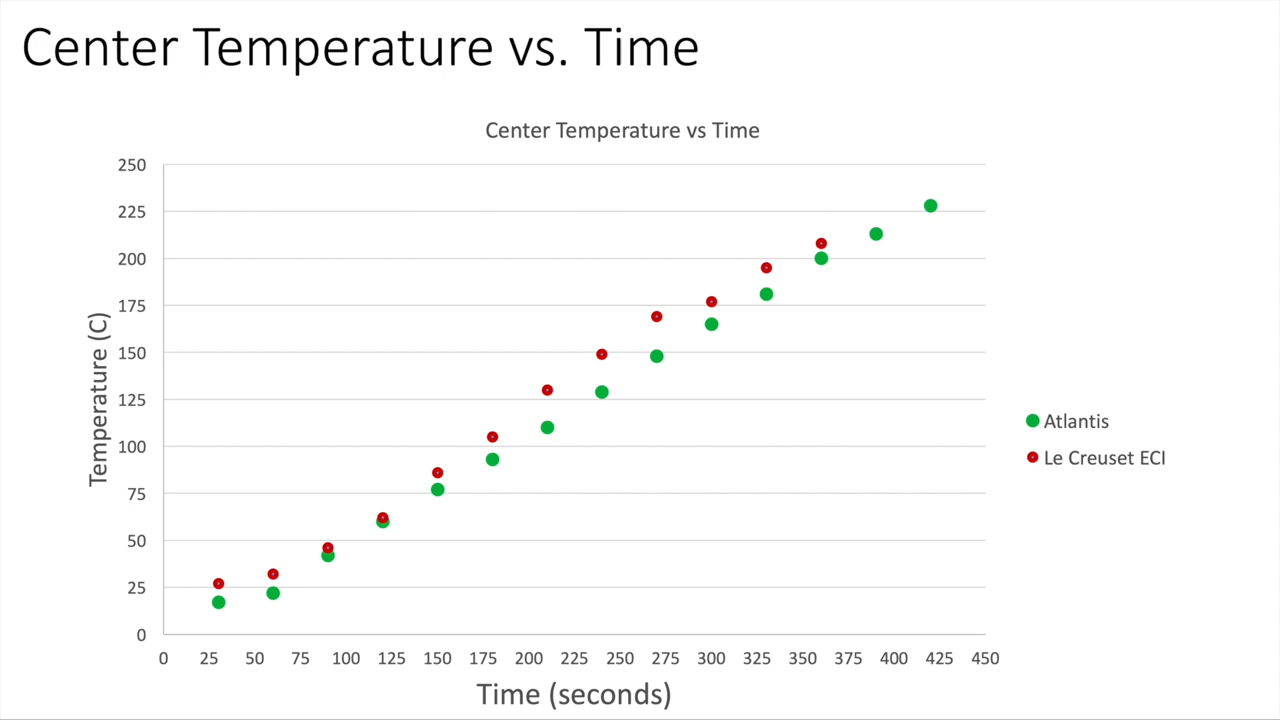 Center Temperature vs. Time
Center Temperature vs Time
250
225
200
175
150
125
100
75
50
25
0
Temperature (C)
0 25 50 75 100 125 150 175 200 225 250 275 300 325 350 375 400 425 450
Time (seconds)
Atlantis
Le Creuset ECI